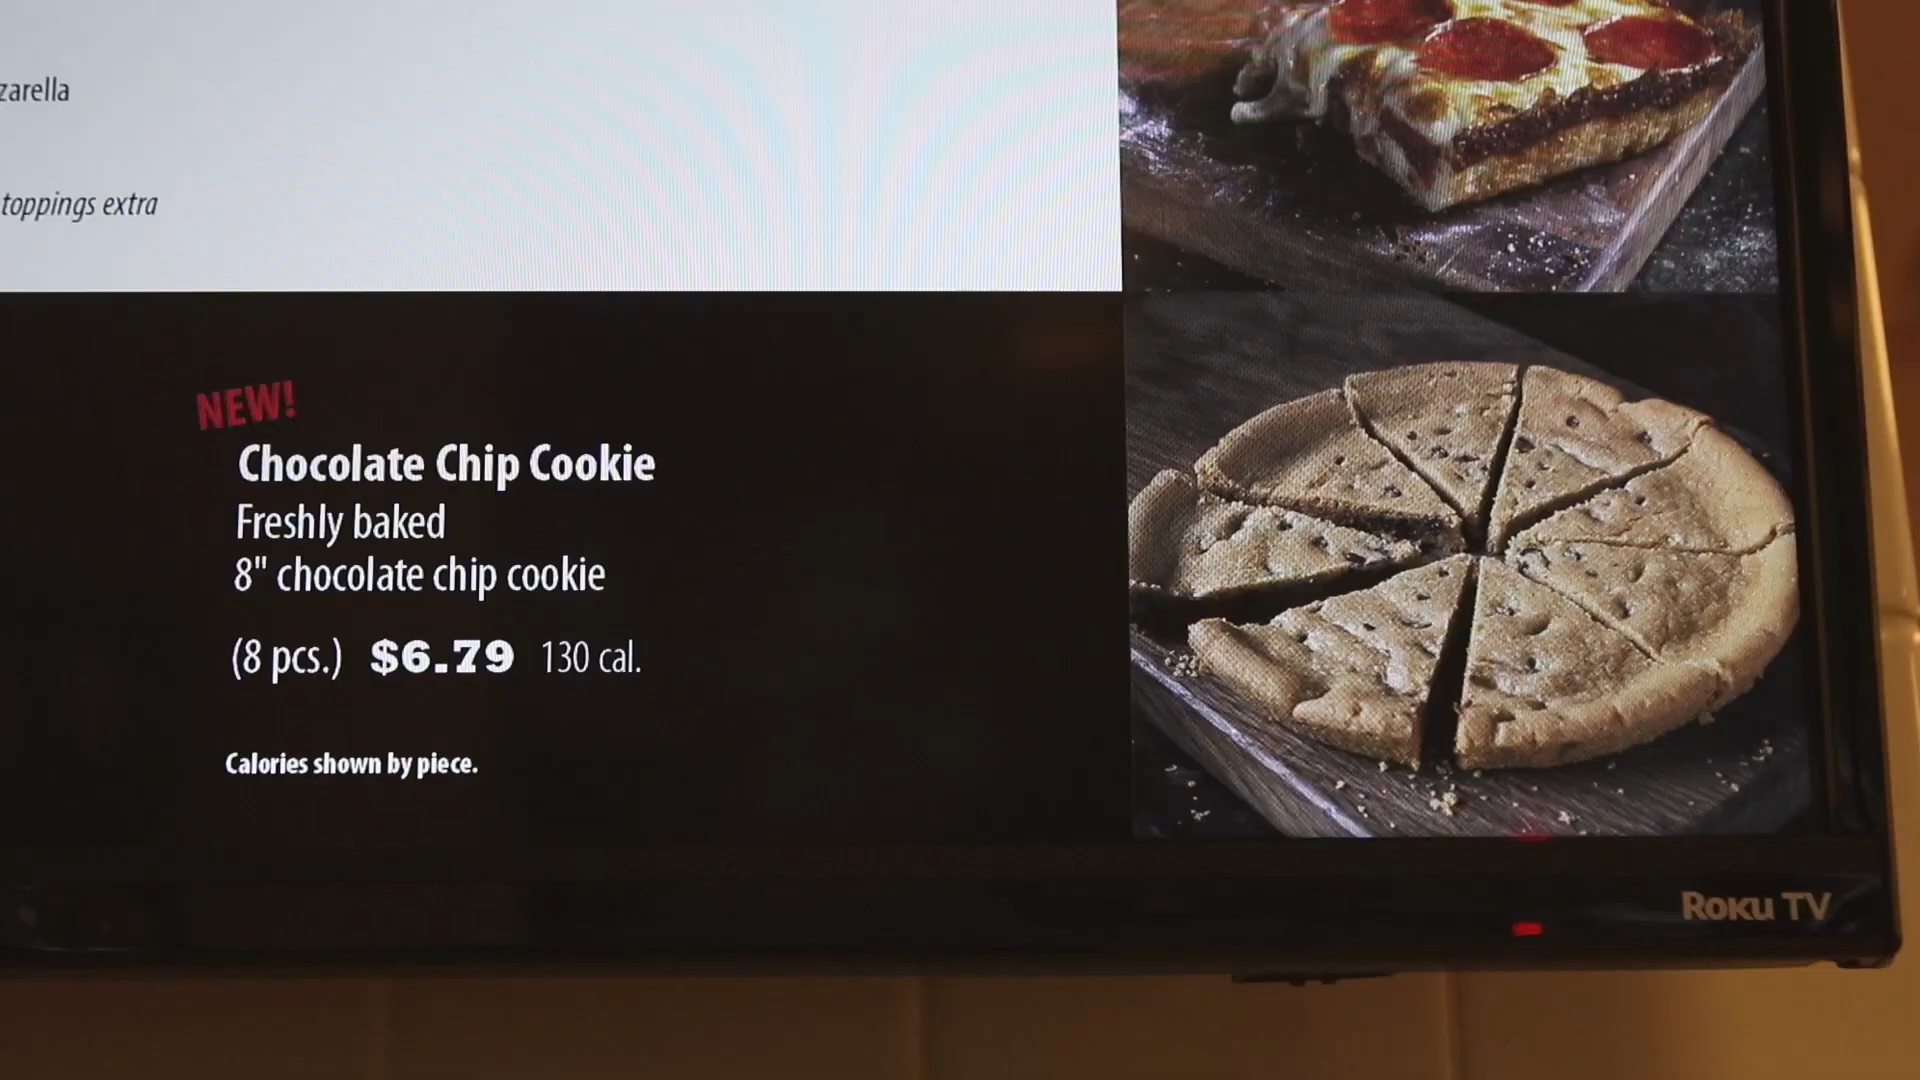 toppings extra
NEW!
Chocolate Chip Cookie
Freshly baked
8" chocolate chip cookie
(8 pcs.) $6.79 130 cal.
Calories shown by piece.
Roku TV